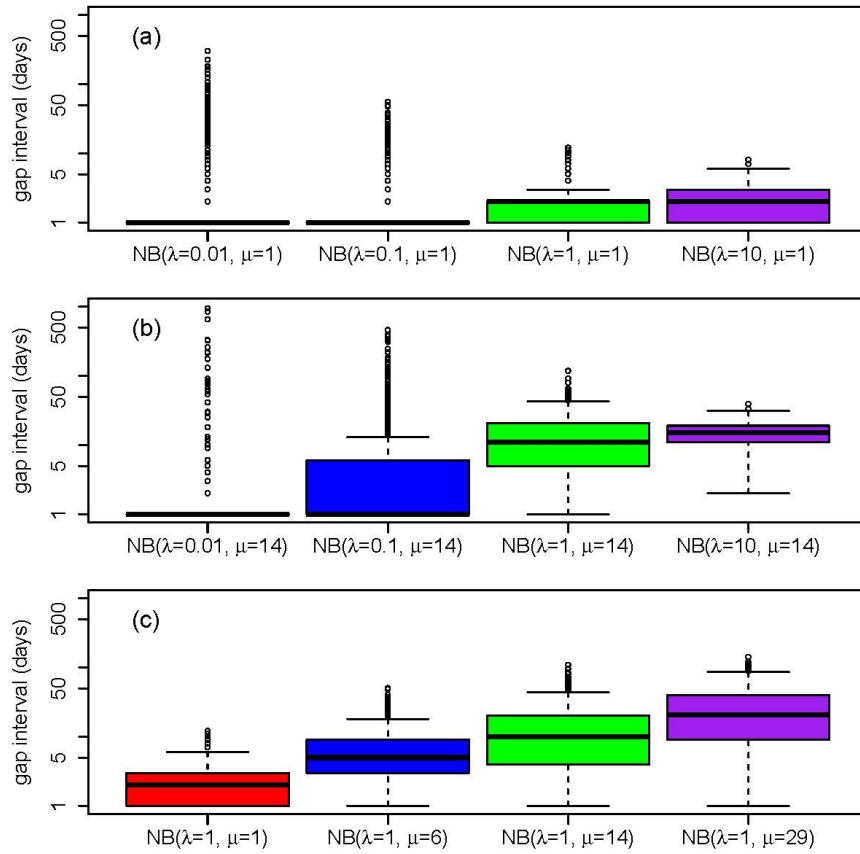 (a)
gap interval (days)
500
50
5
1
NB(λ=0.01, μ=1) NB(λ=0.1, μ=1) NB(λ=1, μ=1) NB(λ=10, μ=1)
(b)
gap interval (days)
500
50
5
1
NB(λ=0.01, μ=14) NB(λ=0.1, μ=14) NB(λ=1, μ=14) NB(λ=10, μ=14)
(c)
gap interval (days)
500
50
5
1
NB(λ=1, μ=1) NB(λ=1, μ=6) NB(λ=1, μ=14) NB(λ=1, μ=29)